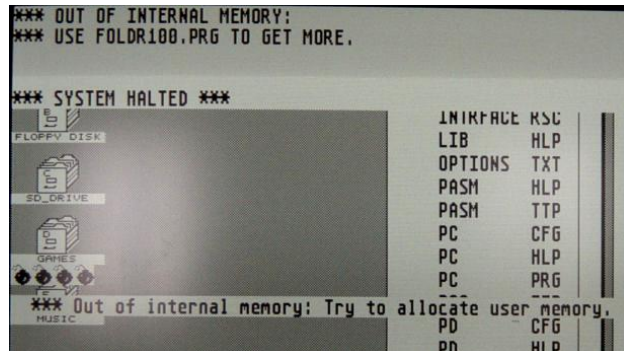 *** OUT OF INTERNAL MEMORY:
*** USE FOLDR100.PRG TO GET MORE.
*** SYSTEM HALTED ***
B
FLOPPY DISK
SD_DRIVE
D
GAMES
MUSIC
INTRFACE RSC
LIB HLP
OPTIONS TXT
PASM HLP
PASM TTP
PC CFG
PC HLP
PC PRG
*** Out of internal memory: Try to allocate user memory.
PD CFG
PD HLP